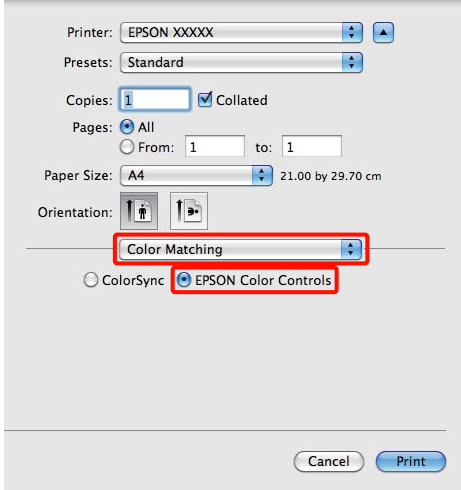 Printer: EPSON XXXXX
Presets: Standard
Copies: 1 Collated
Pages: All
From: 1 to: 1
Paper Size: A4 21.00 by 29.70 cm
Orientation:
Color Matching
ColorSync EPSON Color Controls
Cancel Print